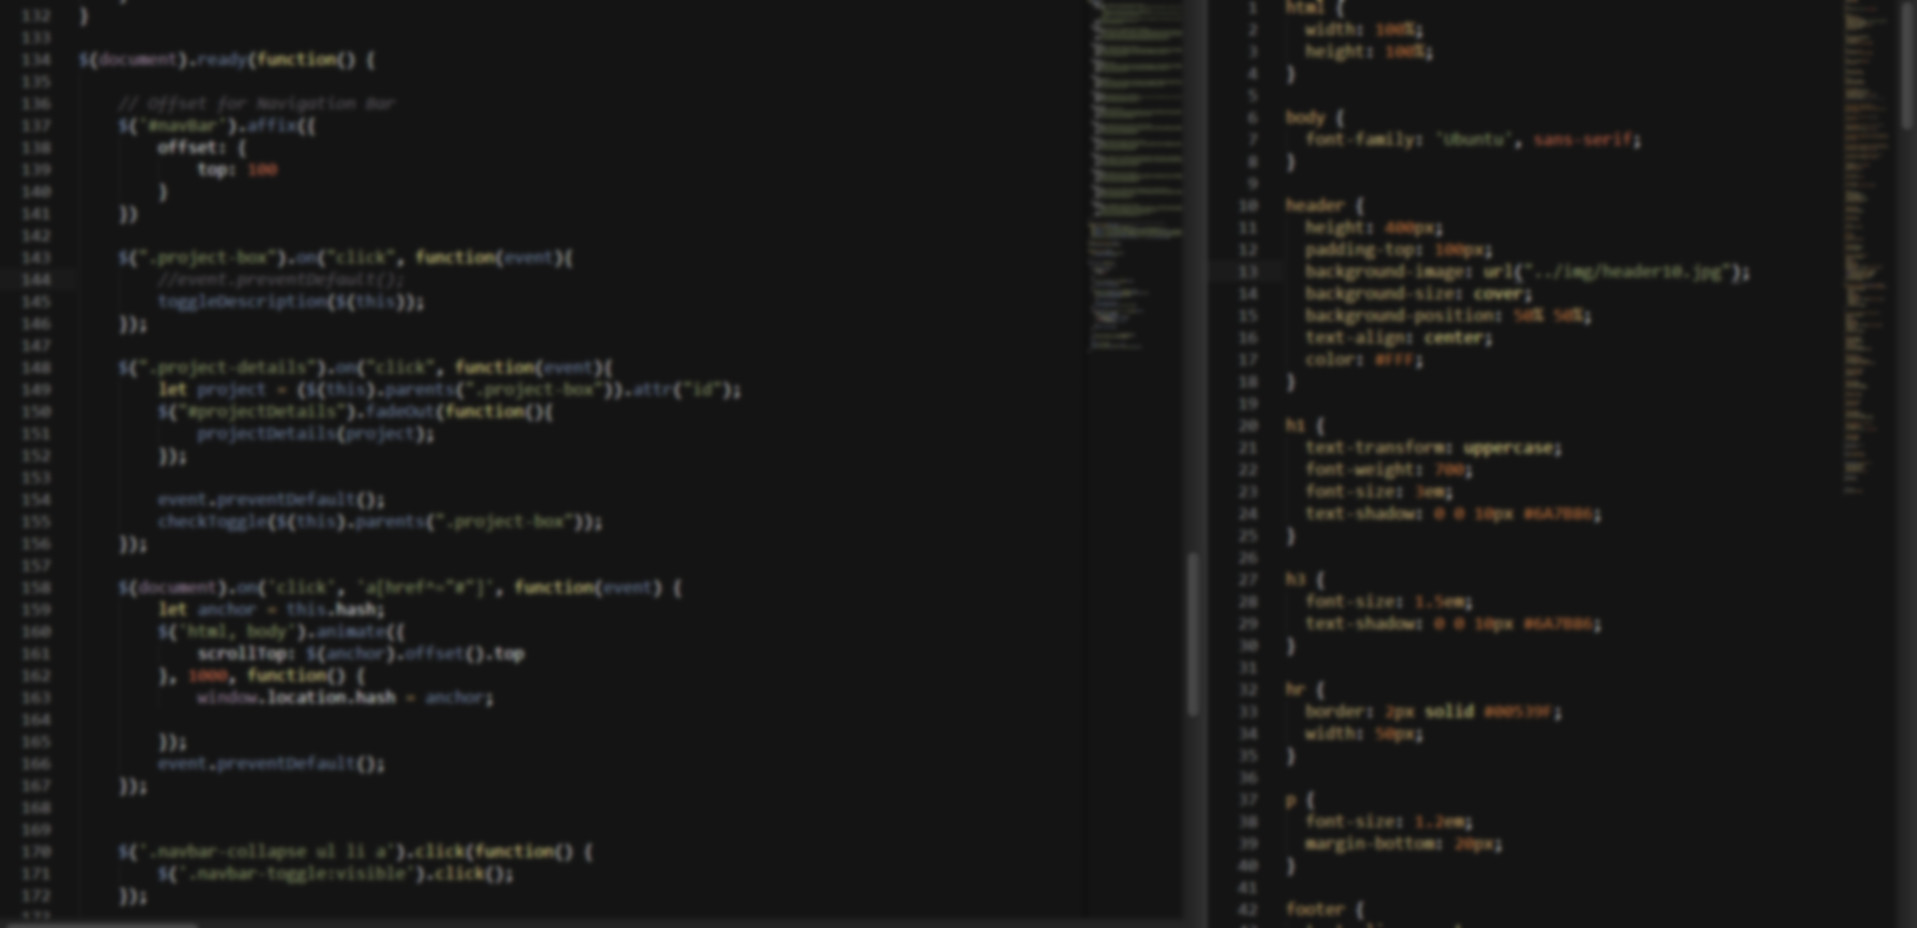 132 }
133
134 $(document).ready(function() {
135
136 // Offset for Navigation Bar
137 $('#navBar').affix({
138 offset: {
139 top: 100
140 }
141 })
142
143 $(".project-box").on("click", function(event){
144 //event.preventDefault();
145 toggleDescription($(this));
146 });
147
148 $(".project-details").on("click", function(event){
149 let project = ($(this).parents(".project-box")).attr("id");
150 $("#projectDetails").fadeOut(function(){
151 projectDetails(project);
152 });
153
154 event.preventDefault();
155 checkToggle($(this).parents(".project-box"));
156 });
157
158 $(document).on('click', 'a[href^="#"]', function(event) {
159 let anchor = this.hash;
160 $('html, body').animate({
161 scrollTop: $(anchor).offset().top
162 }, 1000, function() {
163 window.location.hash = anchor;
164
165 });
166 event.preventDefault();
167 });
168
169
170 $('.navbar-collapse ul li a').click(function() {
171 $('.navbar-toggle:visible').click();
172 });
173
1 html {
2 width: 100%;
3 height: 100%;
4 }
5
6 body {
7 font-family: 'Ubuntu', sans-serif;
8 }
9
10 header {
11 height: 400px;
12 padding-top: 100px;
13 background-image: url("../img/header10.jpg");
14 background-size: cover;
15 background-position: 50% 50%;
16 text-align: center;
17 color: #FFF;
18 }
19
20 h1 {
21 text-transform: uppercase;
22 font-weight: 700;
23 font-size: 3em;
24 text-shadow: 0 0 10px #6A7B86;
25 }
26
27 h3 {
28 font-size: 1.5em;
29 text-shadow: 0 0 10px #6A7B86;
30 }
31
32 hr {
33 border: 2px solid #00539F;
34 width: 50px;
35 }
36
37 p {
38 font-size: 1.2em;
39 margin-bottom: 20px;
40 }
41
42 footer {